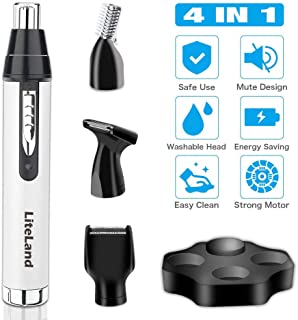 4 IN 1
Safe Use
Mute Design
Washable Head
Energy Saving
Easy Clean
Strong Motor
LiteLand